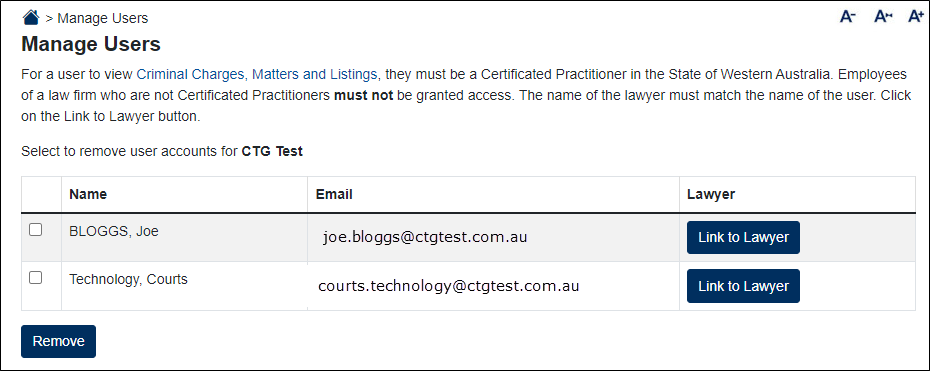 > Manage Users
A- A A+
Manage Users
For a user to view Criminal Charges, Matters and Listings, they must be a Certificated Practitioner in the State of Western Australia. Employees
of a law firm who are not Certificated Practitioners must not be granted access. The name of the lawyer must match the name of the user. Click
on the Link to Lawyer button.
Select to remove user accounts for CTG Test
Name Email Lawyer
BLOGGS, Joe joe.bloggs@ctgtest.com.au Link to Lawyer
Technology, Courts courts.technology@ctgtest.com.au Link to Lawyer
Remove